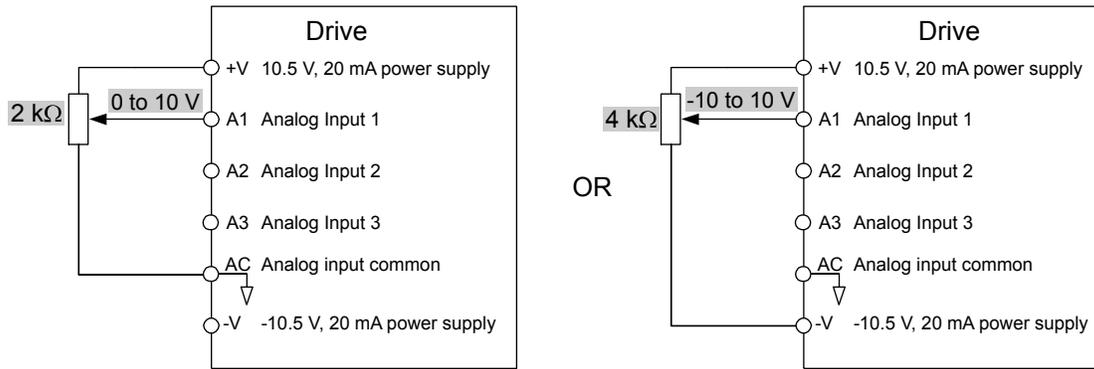 Drive
+V 10.5 V, 20 mA power supply
2 kΩ
0 to 10 V
A1 Analog Input 1
A2 Analog Input 2
A3 Analog Input 3
AC Analog input common
-V -10.5 V, 20 mA power supply
OR
Drive
+V 10.5 V, 20 mA power supply
4 kΩ
-10 to 10 V
A1 Analog Input 1
A2 Analog Input 2
A3 Analog Input 3
AC Analog input common
-V -10.5 V, 20 mA power supply